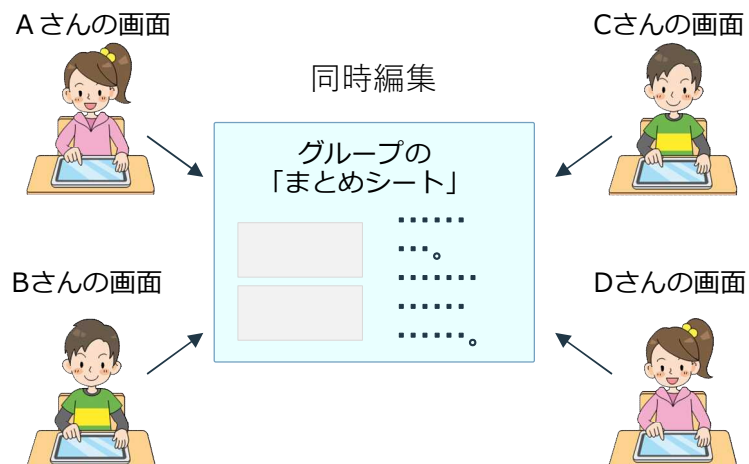 Aさんの画面
Cさんの画面
同時編集
グループの
「まとめシート」
‥‥‥
…。
…….
……
……。
Bさんの画面
Dさんの画面